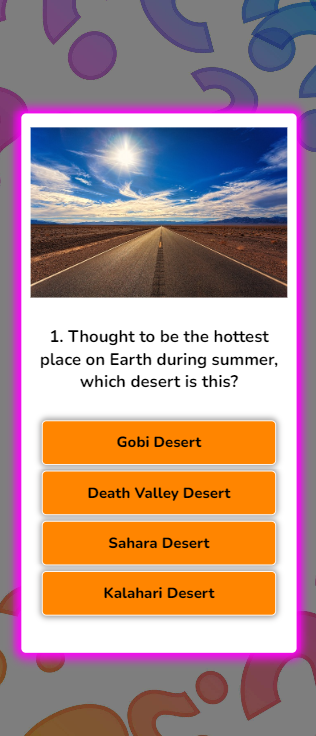 1. Thought to be the hottest
place on Earth during summer,
which desert is this?
Gobi Desert
Death Valley Desert
Sahara Desert
Kalahari Desert